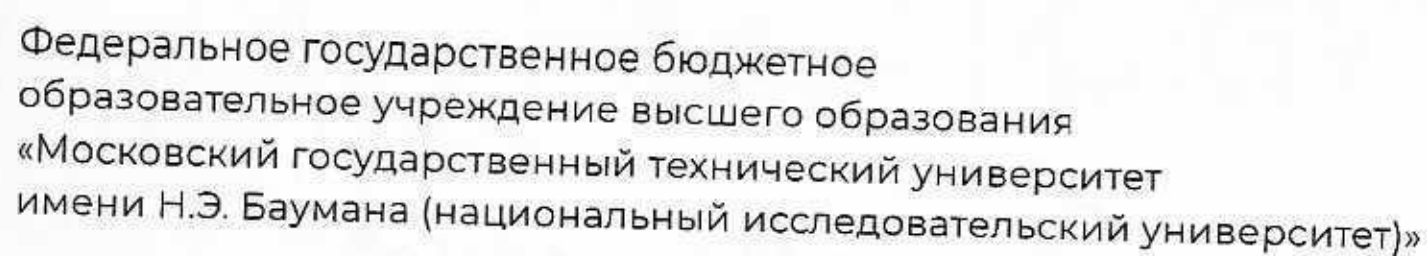 Федеральное государственное бюджетное
образовательное учреждение высшего образования
«Московский государственный технический университет
имени Н.Э. Баумана (национальный исследовательский университет)»